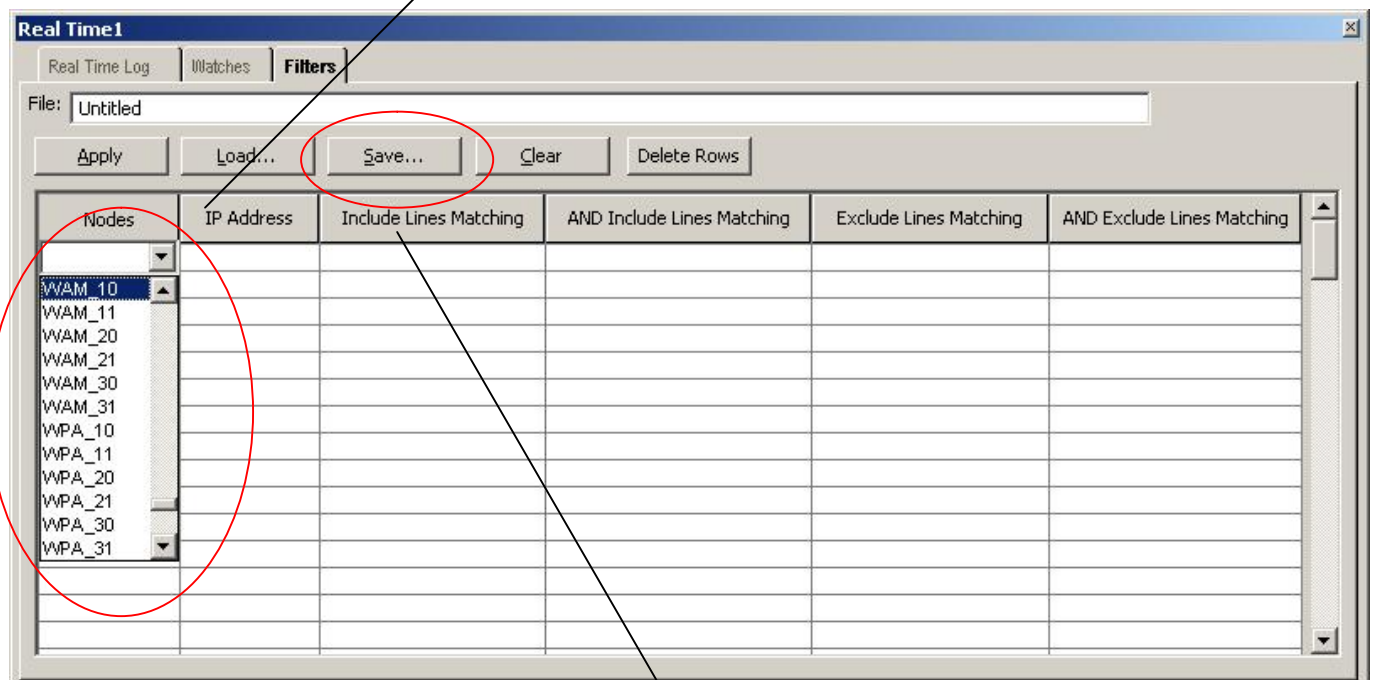 Real Time1
Real Time Log Watches Filters
File: Untitled
Apply Load... Save... Clear Delete Rows
Nodes IP Address Include Lines Matching AND Include Lines Matching Exclude Lines Matching AND Exclude Lines Matching
WAM_10
WAM_11
WAM_20
WAM_21
WAM_30
WAM_31
WPA_10
WPA_11
WPA_20
WPA_21
WPA_30
WPA_31